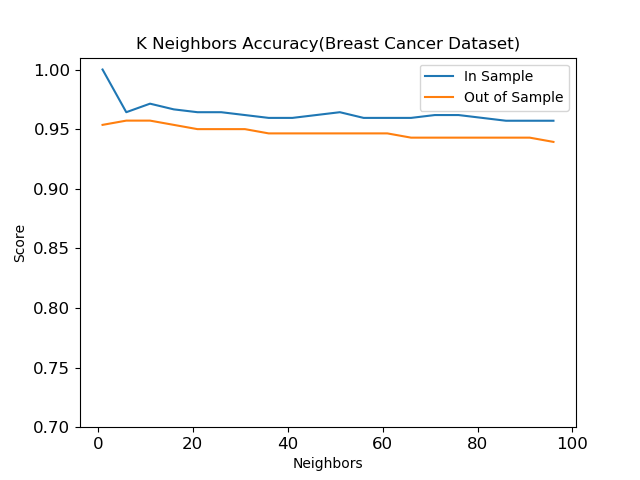 K Neighbors Accuracy(Breast Cancer Dataset)
In Sample
Out of Sample
1.00
0.95
0.90
0.85
0.80
0.75
0.70
Score
0 20 40 60 80 100
Neighbors